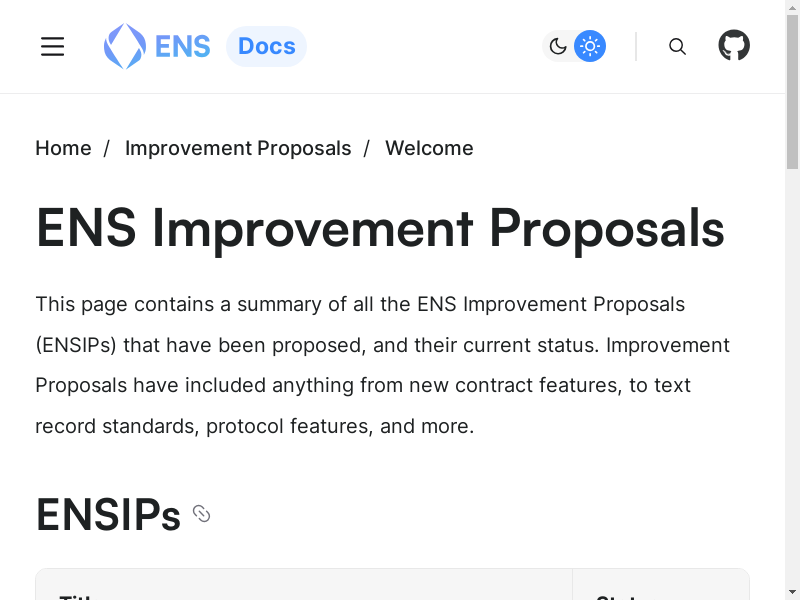 ENS Docs
Home / Improvement Proposals / Welcome
ENS Improvement Proposals
This page contains a summary of all the ENS Improvement Proposals
(ENSIPs) that have been proposed, and their current status. Improvement
Proposals have included anything from new contract features, to text
record standards, protocol features, and more.
ENSIPs